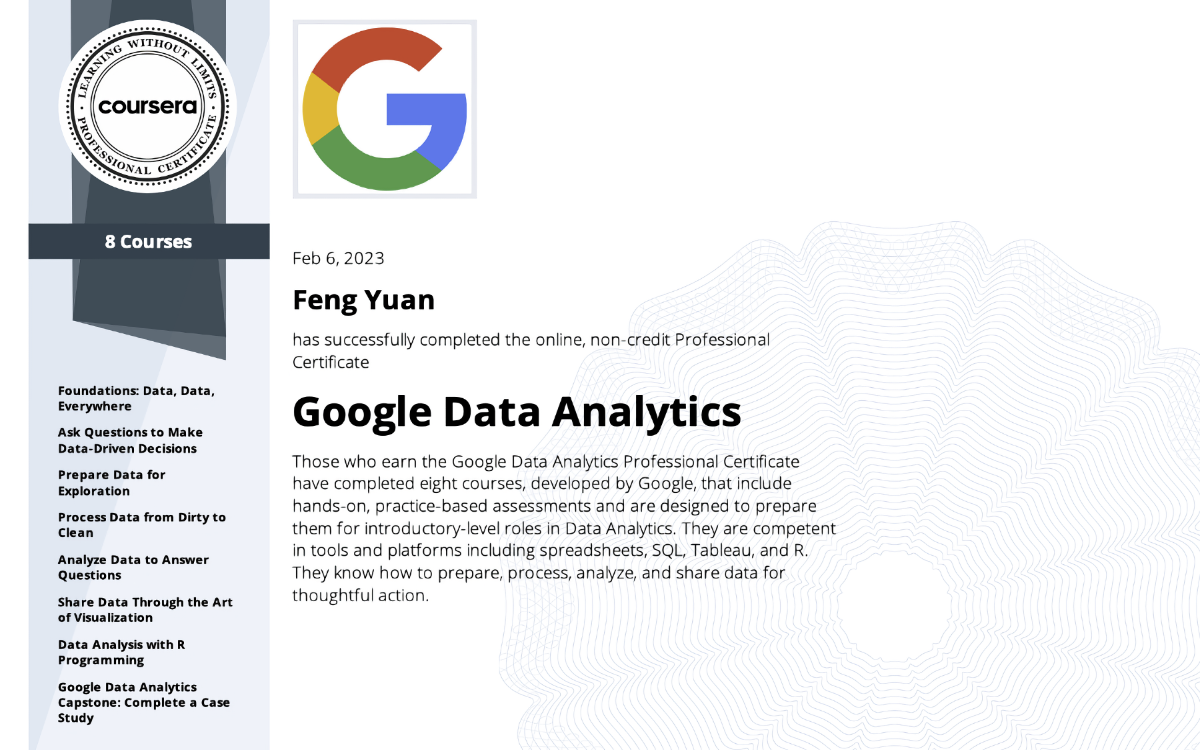 LEARNING WITHOUT LIMITS
coursera
PROFESSIONAL CERTIFICATE
8 Courses
Foundations: Data, Data,
Everywhere
Ask Questions to Make
Data-Driven Decisions
Prepare Data for
Exploration
Process Data from Dirty to
Clean
Analyze Data to Answer
Questions
Share Data Through the Art
of Visualization
Data Analysis with R
Programming
Google Data Analytics
Capstone: Complete a Case
Study
G
Feb 6, 2023
Feng Yuan
has successfully completed the online, non-credit Professional
Certificate
Google Data Analytics
Those who earn the Google Data Analytics Professional Certificate
have completed eight courses, developed by Google, that include
hands-on, practice-based assessments and are designed to prepare
them for introductory-level roles in Data Analytics. They are competent
in tools and platforms including spreadsheets, SQL, Tableau, and R.
They know how to prepare, process, analyze, and share data for
thoughtful action.